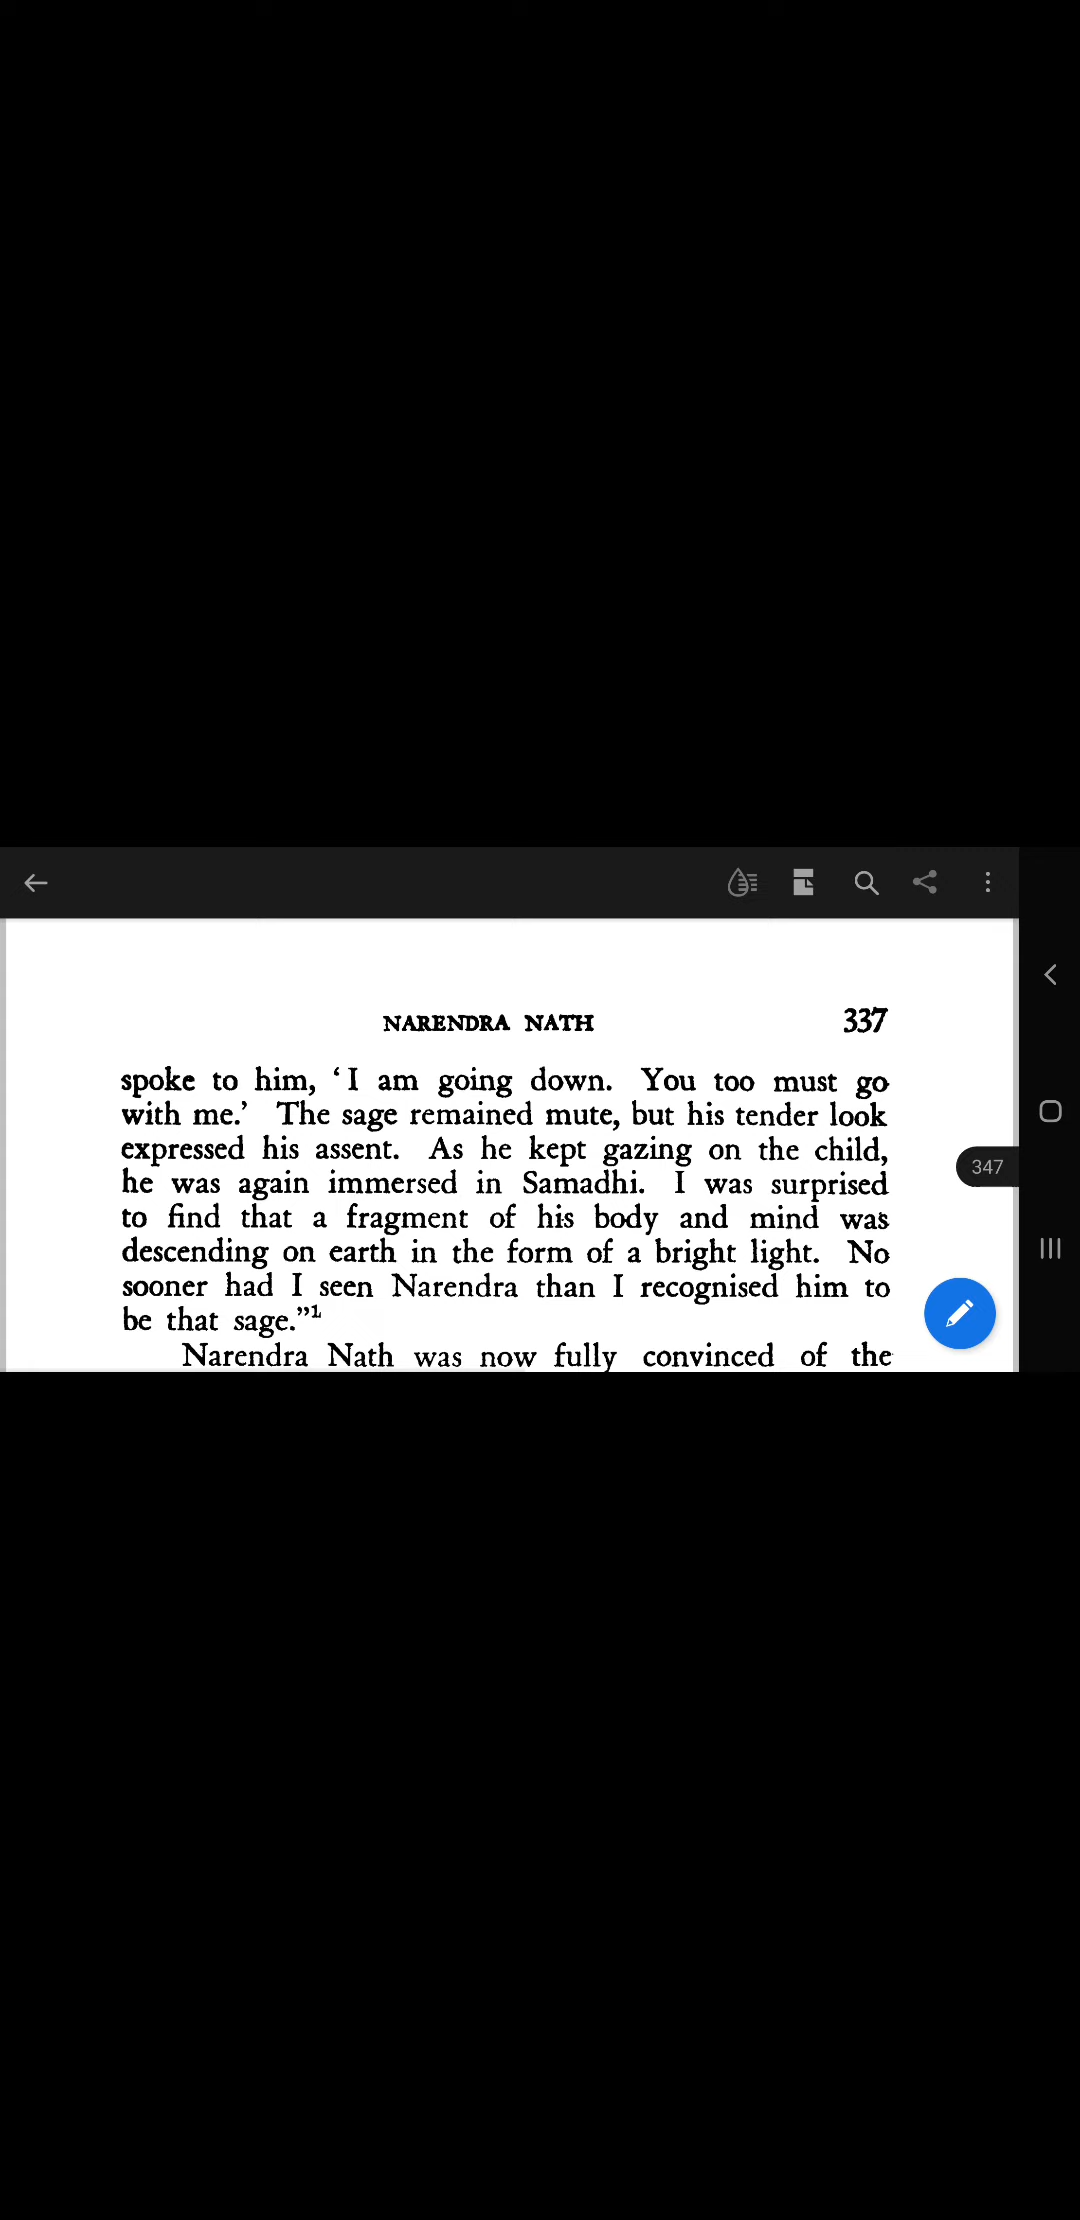 NARENDRA NATH 337
spoke to him, ‘I am going down. You too must go
with me.’ The sage remained mute, but his tender look
expressed his assent. As he kept gazing on the child,
he was again immersed in Samadhi. I was surprised
to find that a fragment of his body and mind was
descending on earth in the form of a bright light. No
sooner had I seen Narendra than I recognised him to
be that sage.”1
Narendra Nath was now fully convinced of the
347